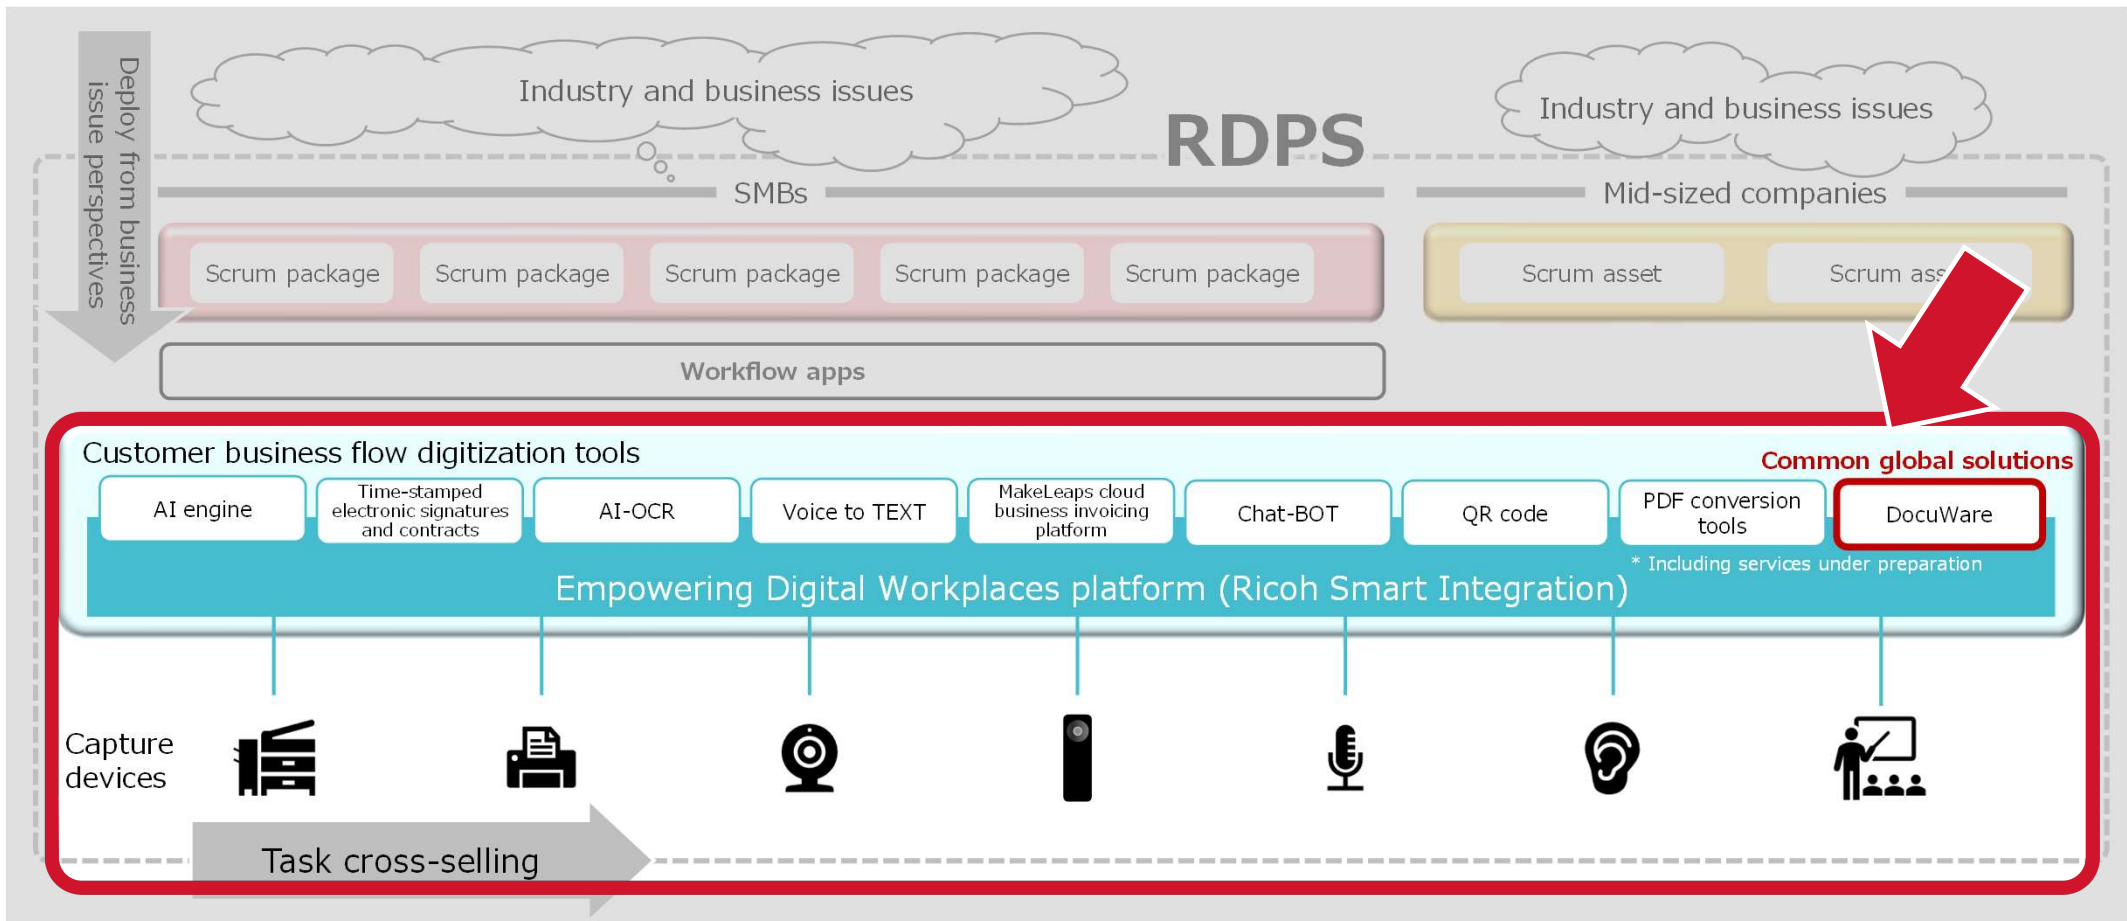 Deploy from business
issue perspectives
Industry and business issues
RDPS
Industry and business issues
SMBs
Mid-sized companies
Scrum package
Scrum package
Scrum package
Scrum package
Scrum package
Scrum asset
Scrum ass
Workflow apps
Customer business flow digitization tools
Common global solutions
AI engine
Time-stamped
electronic signatures
and contracts
AI-OCR
Voice to TEXT
MakeLeaps cloud
business invoicing
platform
Chat-BOT
QR code
PDF conversion
tools
DocuWare
* Including services under preparation
Empowering Digital Workplaces platform (Ricoh Smart Integration)
Capture
devices
Task cross-selling